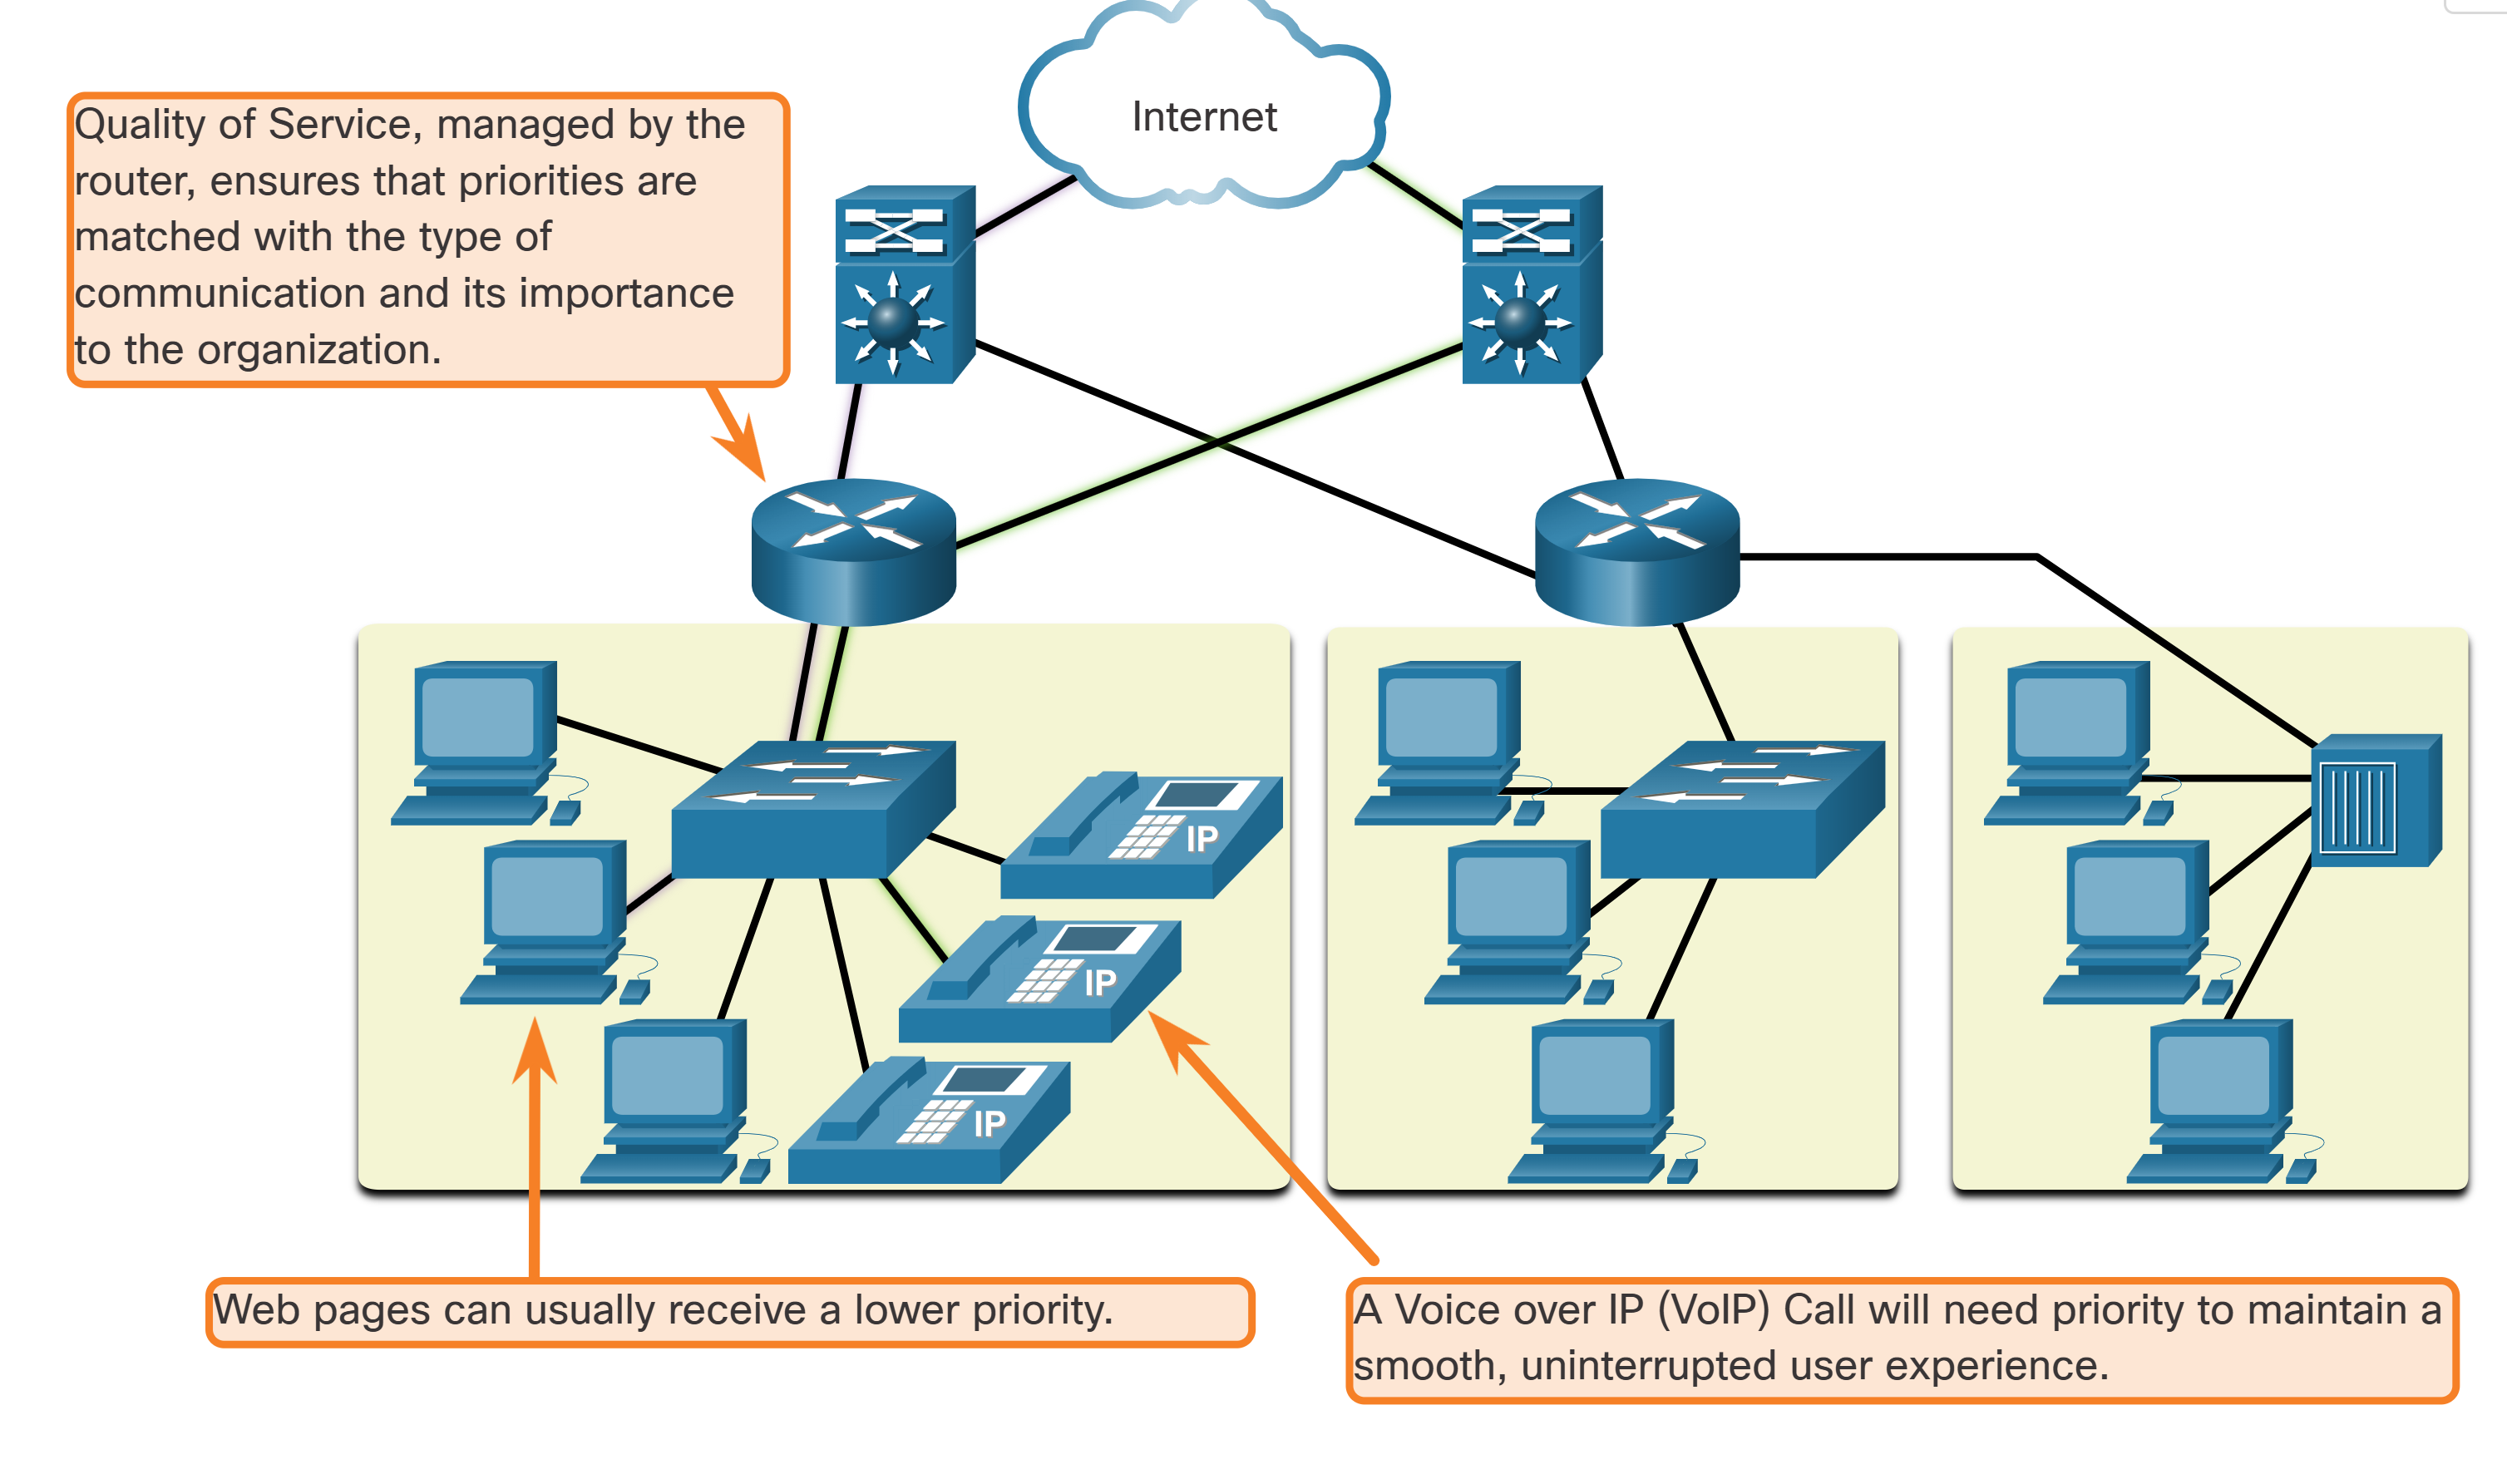 Internet
Quality of Service, managed by the
router, ensures that priorities are
matched with the type of
communication and its importance
to the organization.
IP
IP
IP
Web pages can usually receive a lower priority.
A Voice over IP (VoIP) Call will need priority to maintain a
smooth, uninterrupted user experience.